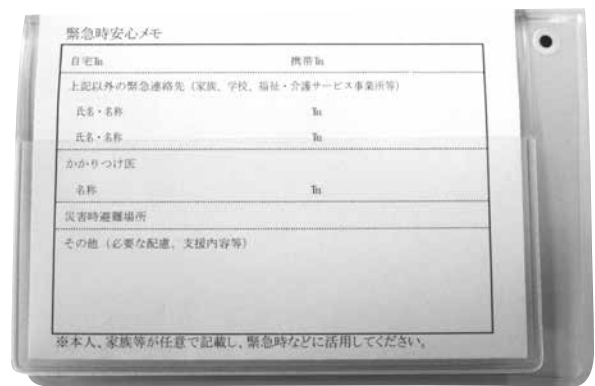 緊急時安心メモ
自宅℡ 携帯℡
上記以外の緊急連絡先（家族、学校、福祉・介護サービス事業所等）
氏名・名称 ℡
氏名・名称 ℡
かかりつけ医
名称 ℡
災害時避難場所
その他（必要な配慮、支援内容等）
※本人、家族等が任意で記載し、緊急時などに活用してください。